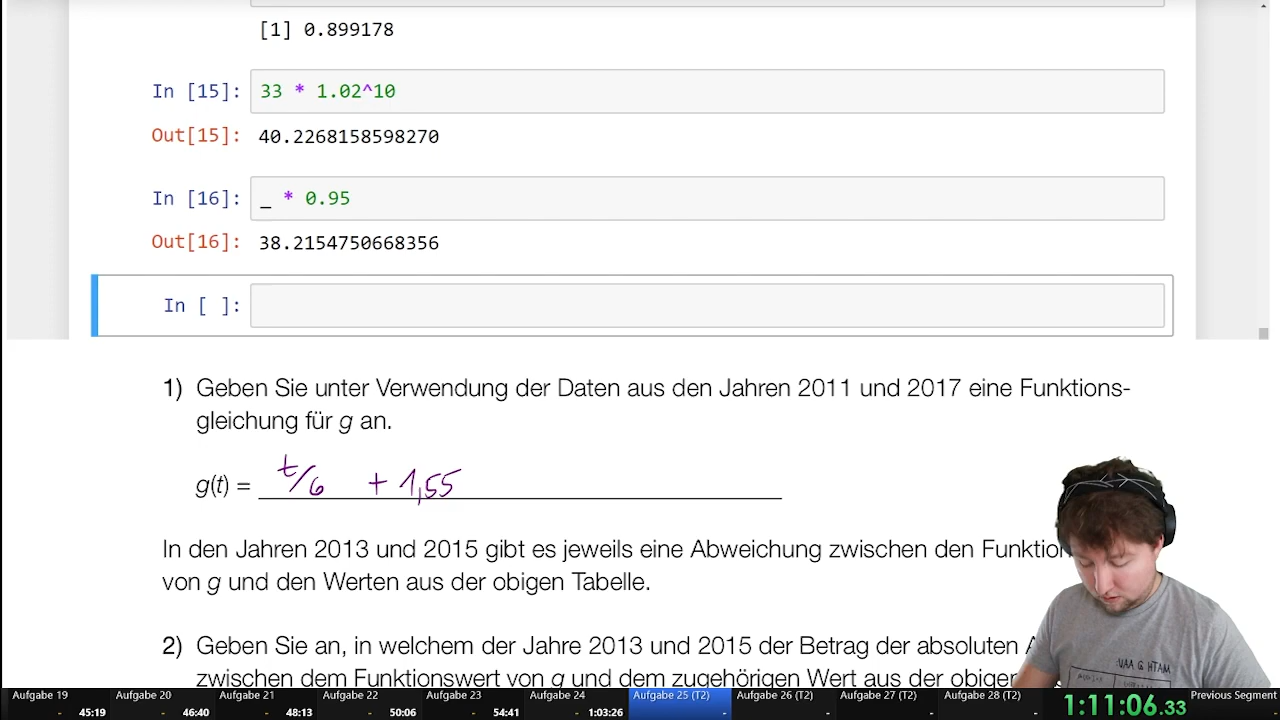 [1] 0.899178
In [15]: 33 * 1.02^10
Out[15]: 40.2268158598270
In [16]: _ * 0.95
Out[16]: 38.2154750668356
In [ ]:
1) Geben Sie unter Verwendung der Daten aus den Jahren 2011 und 2017 eine Funktions-
gleichung für g an.
g(t) = t/6 + 1,55
In den Jahren 2013 und 2015 gibt es jeweils eine Abweichung zwischen den
von g und den Werten aus der obigen Tabelle.
2) Geben Sie an, in welchem der Jahre 2013 und 2015 der Betrag der absoluten
zwischen dem Funktionswert von g und dem zugehörigen Wert aus der obiger
UAA G HTAM
Aufgabe 19 Aufgabe 20 Aufgabe 21 Aufgabe 22 Aufgabe 23 Aufgabe 24 Aufgabe 25 (T2) Aufgabe 26 (T2) Aufgabe 27 (T2) Aufgabe 28 (T2) 1:11:06.33 Previous Segment
- 45:19 - 46:40 - 48:13 - 50:06 - 54:41 - 1:03:26 - - - - -